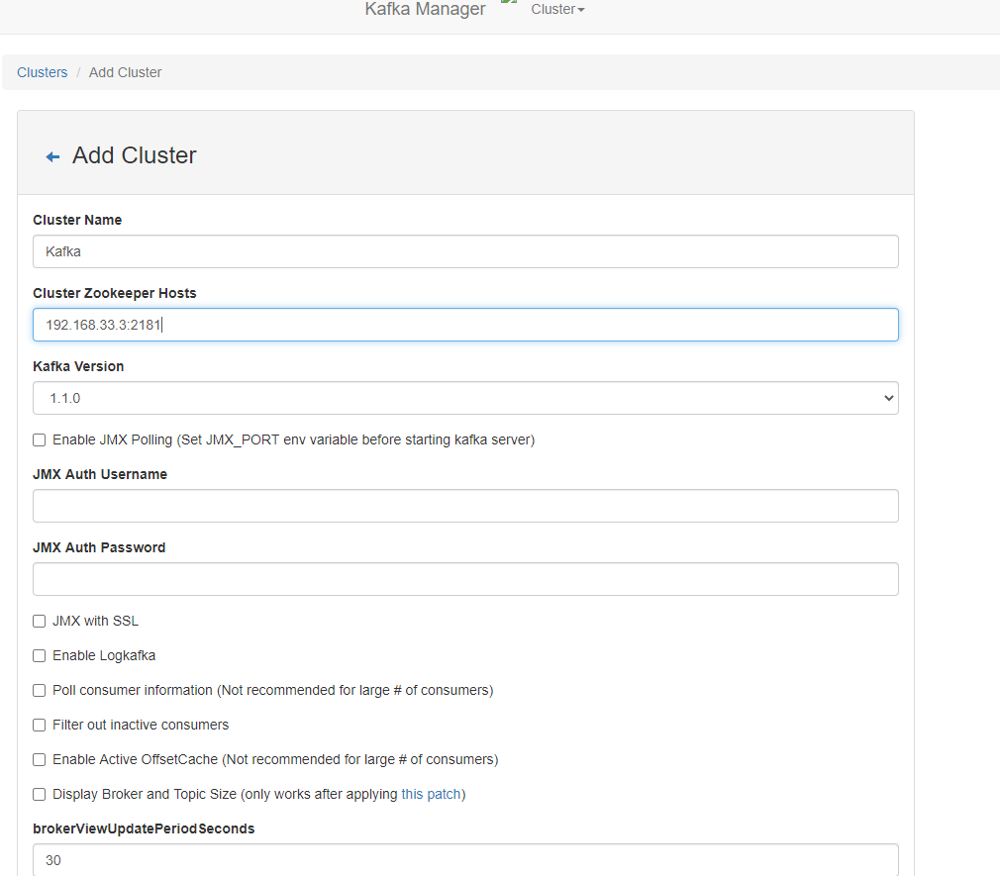 Kafka Manager Cluster
Clusters / Add Cluster
Add Cluster
Cluster Name
Kafka
Cluster Zookeeper Hosts
192.168.33.3:2181
Kafka Version
1.1.0
Enable JMX Polling (Set JMX_PORT env variable before starting kafka server)
JMX Auth Username
JMX Auth Password
JMX with SSL
Enable Logkafka
Poll consumer information (Not recommended for large # of consumers)
Filter out inactive consumers
Enable Active OffsetCache (Not recommended for large # of consumers)
Display Broker and Topic Size (only works after applying this patch)
brokerViewUpdatePeriodSeconds
30